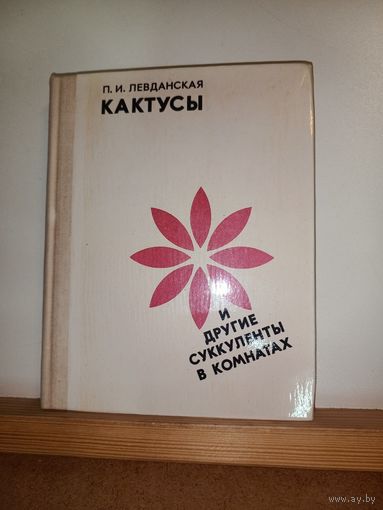 П. И. ЛЕВДАНСКАЯ
КАКТУСЫ
И
ДРУГИЕ
СУККУЛЕНТЫ
В КОМНАТАХ
www.ay.by